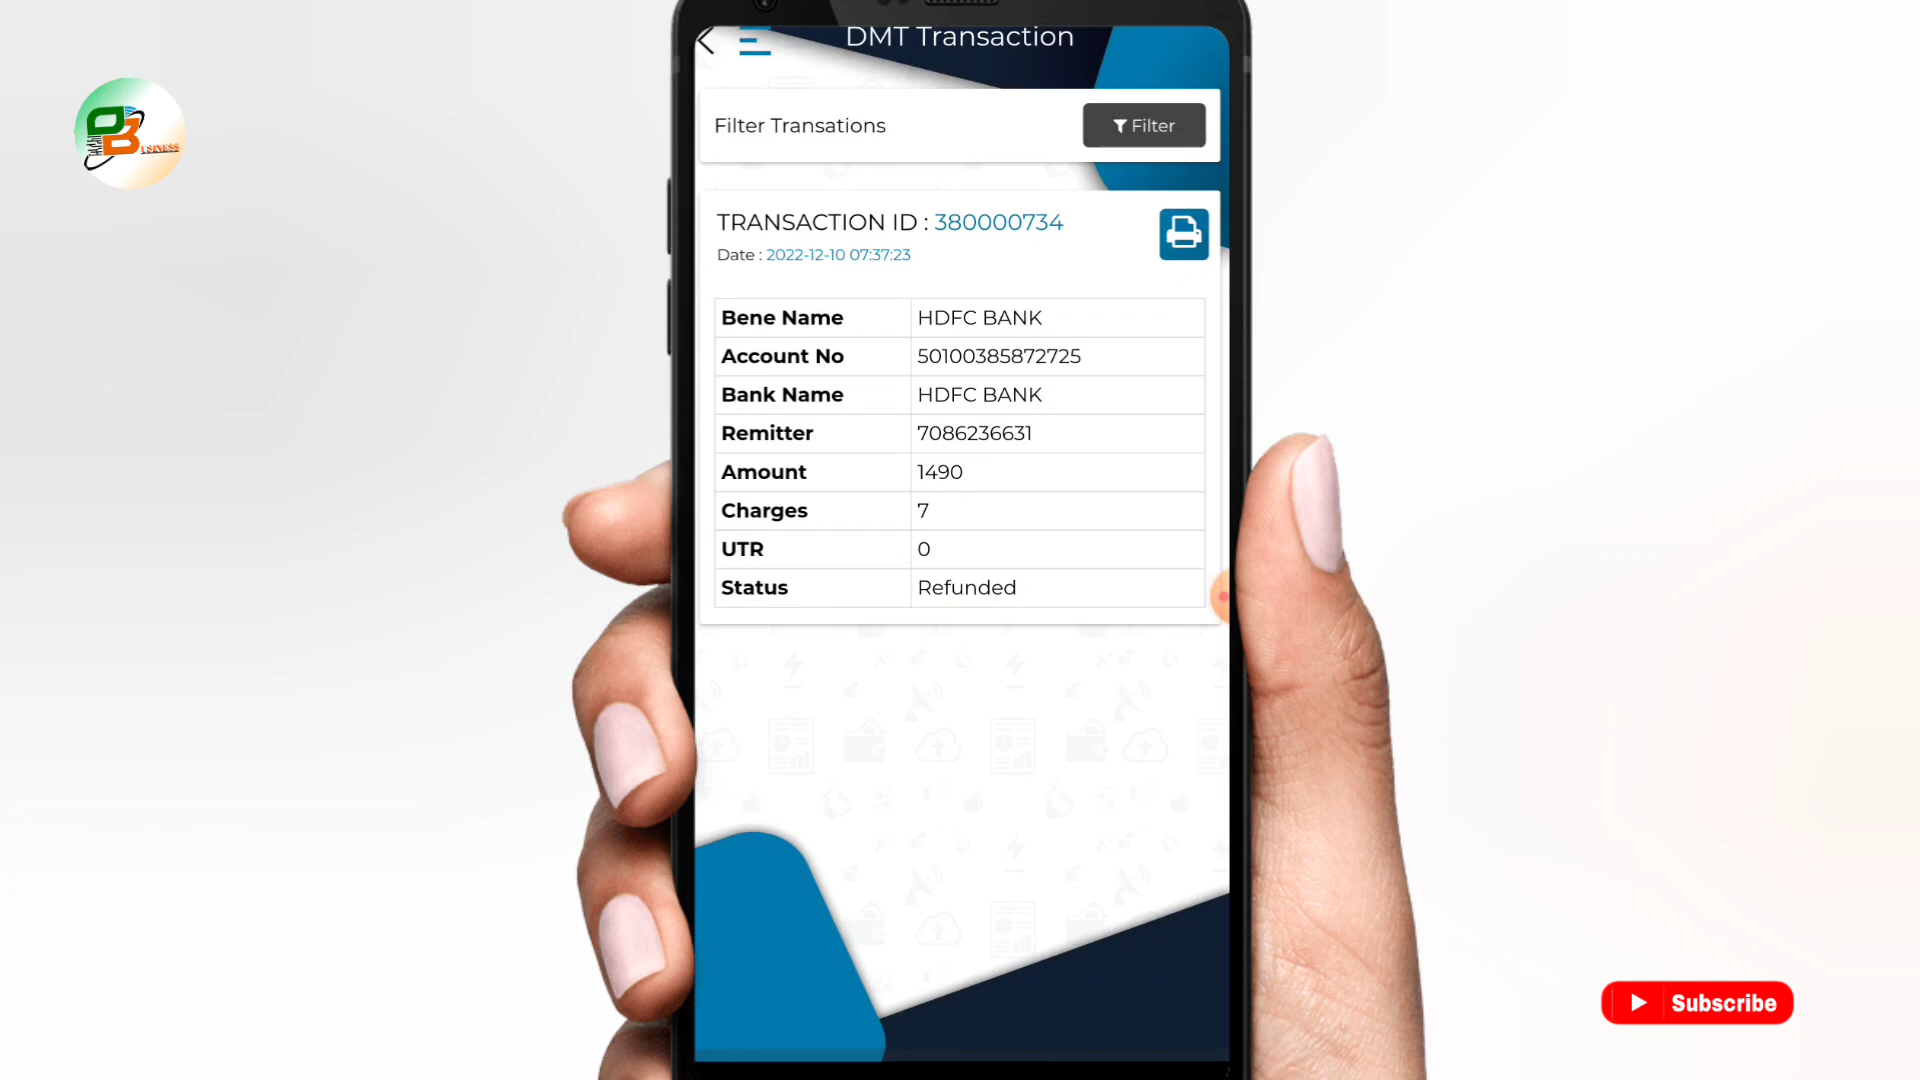 DMT Transaction
Filter Transations
Filter
TRANSACTION ID : 380000734
Date : 2022-12-10 07:37:23
Bene Name HDFC BANK
Account No 50100385872725
Bank Name HDFC BANK
Remitter 7086236631
Amount 1490
Charges 7
UTR 0
Status Refunded
USINESS
Subscribe